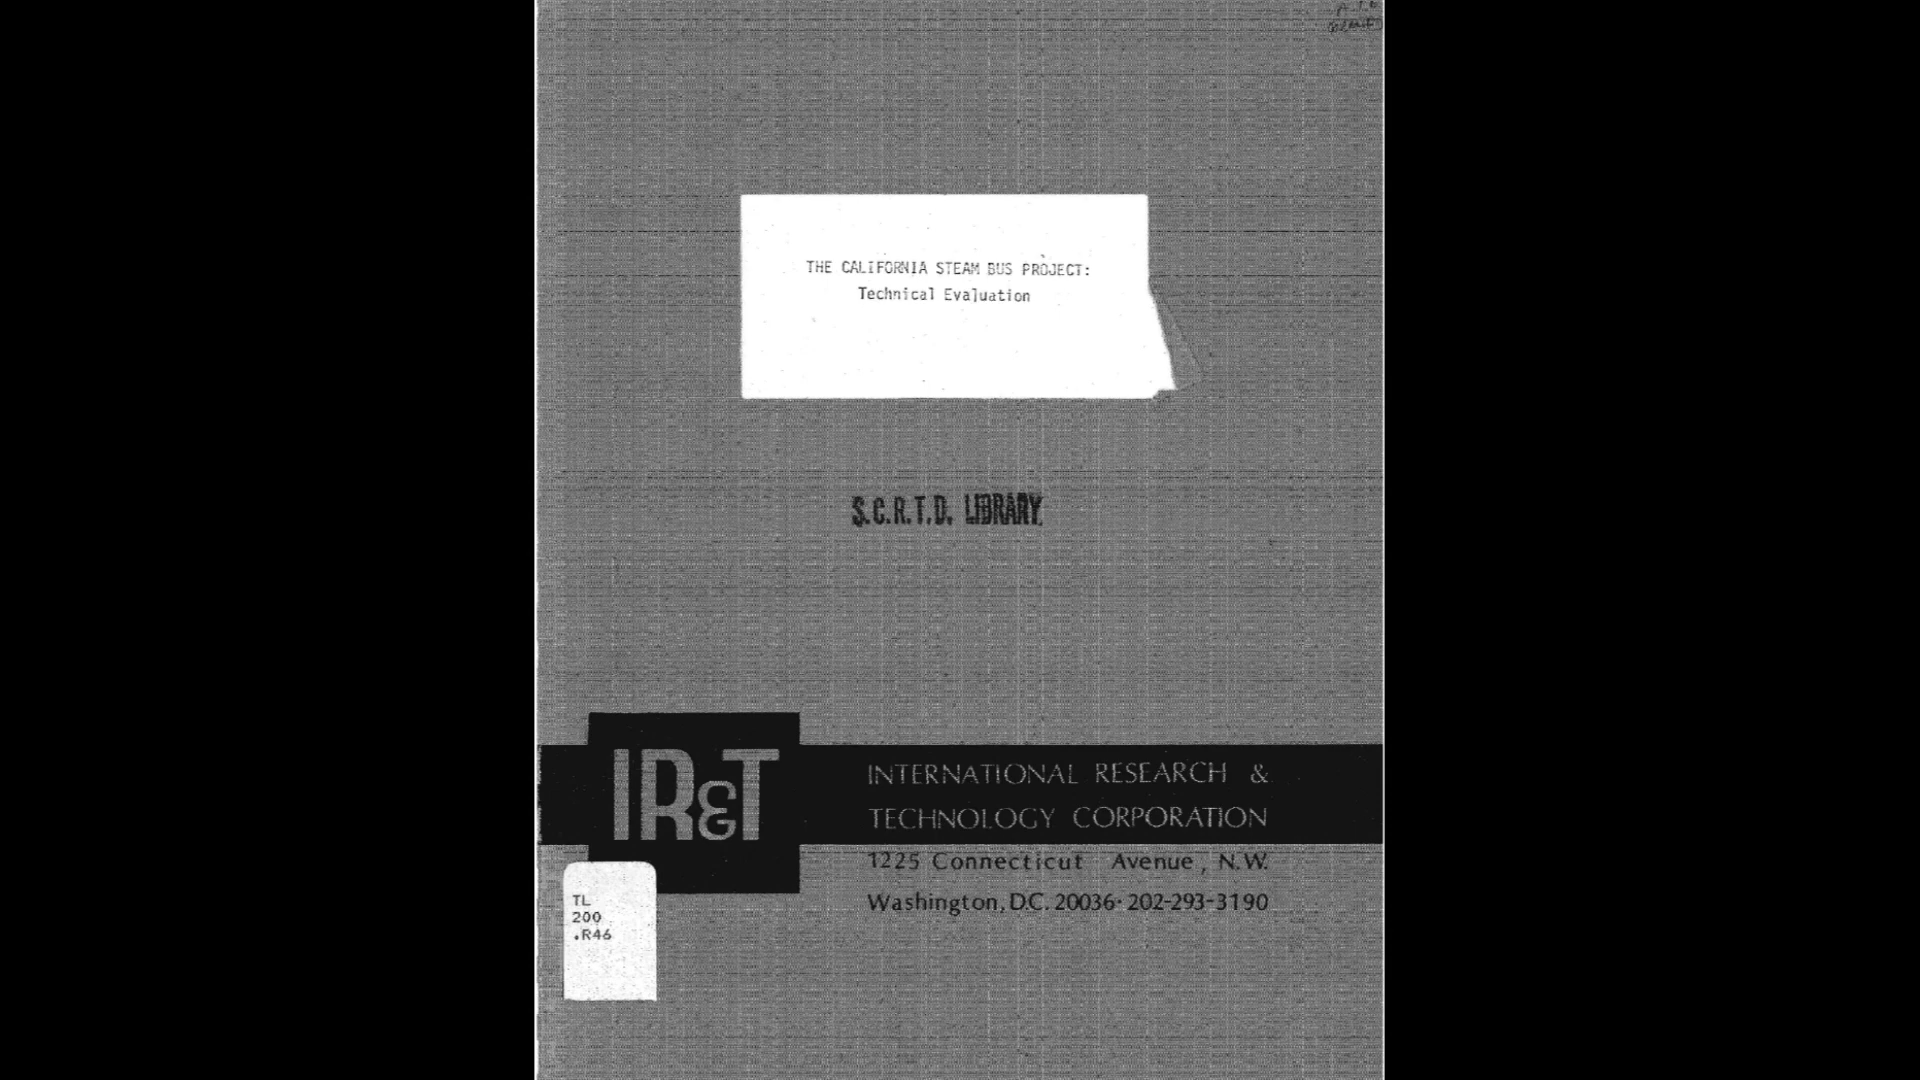 THE CALIFORNIA STEAM BUS PROJECT:
Technical Evaluation
S.C.R.T.D. LIBRARY
IR&T
INTERNATIONAL RESEARCH &
TECHNOLOGY CORPORATION
1225 Connecticut Avenue, N.W.
Washington, D.C. 20036· 202-293-3190
TL
200
.R46